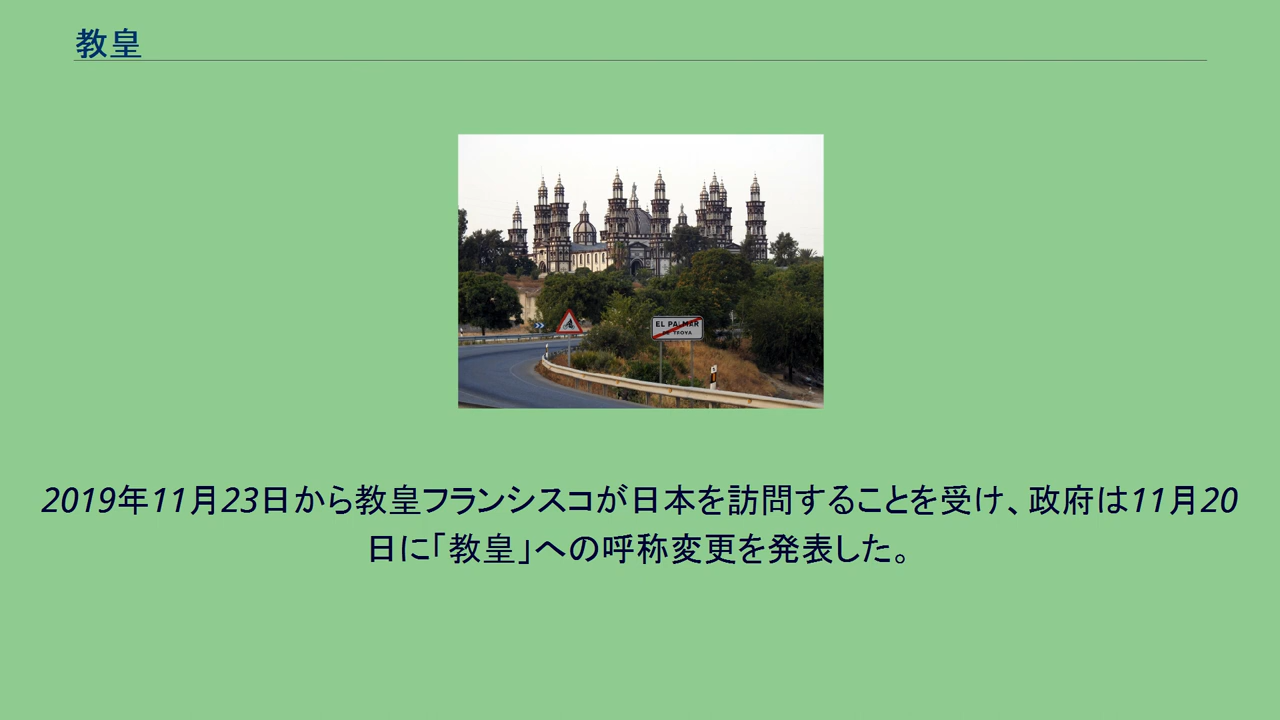 教皇
EL PALMAR
DE TROYA
2019年11月23日から教皇フランシスコが日本を訪問することを受け、政府は11月20
日に「教皇」への呼称変更を発表した。